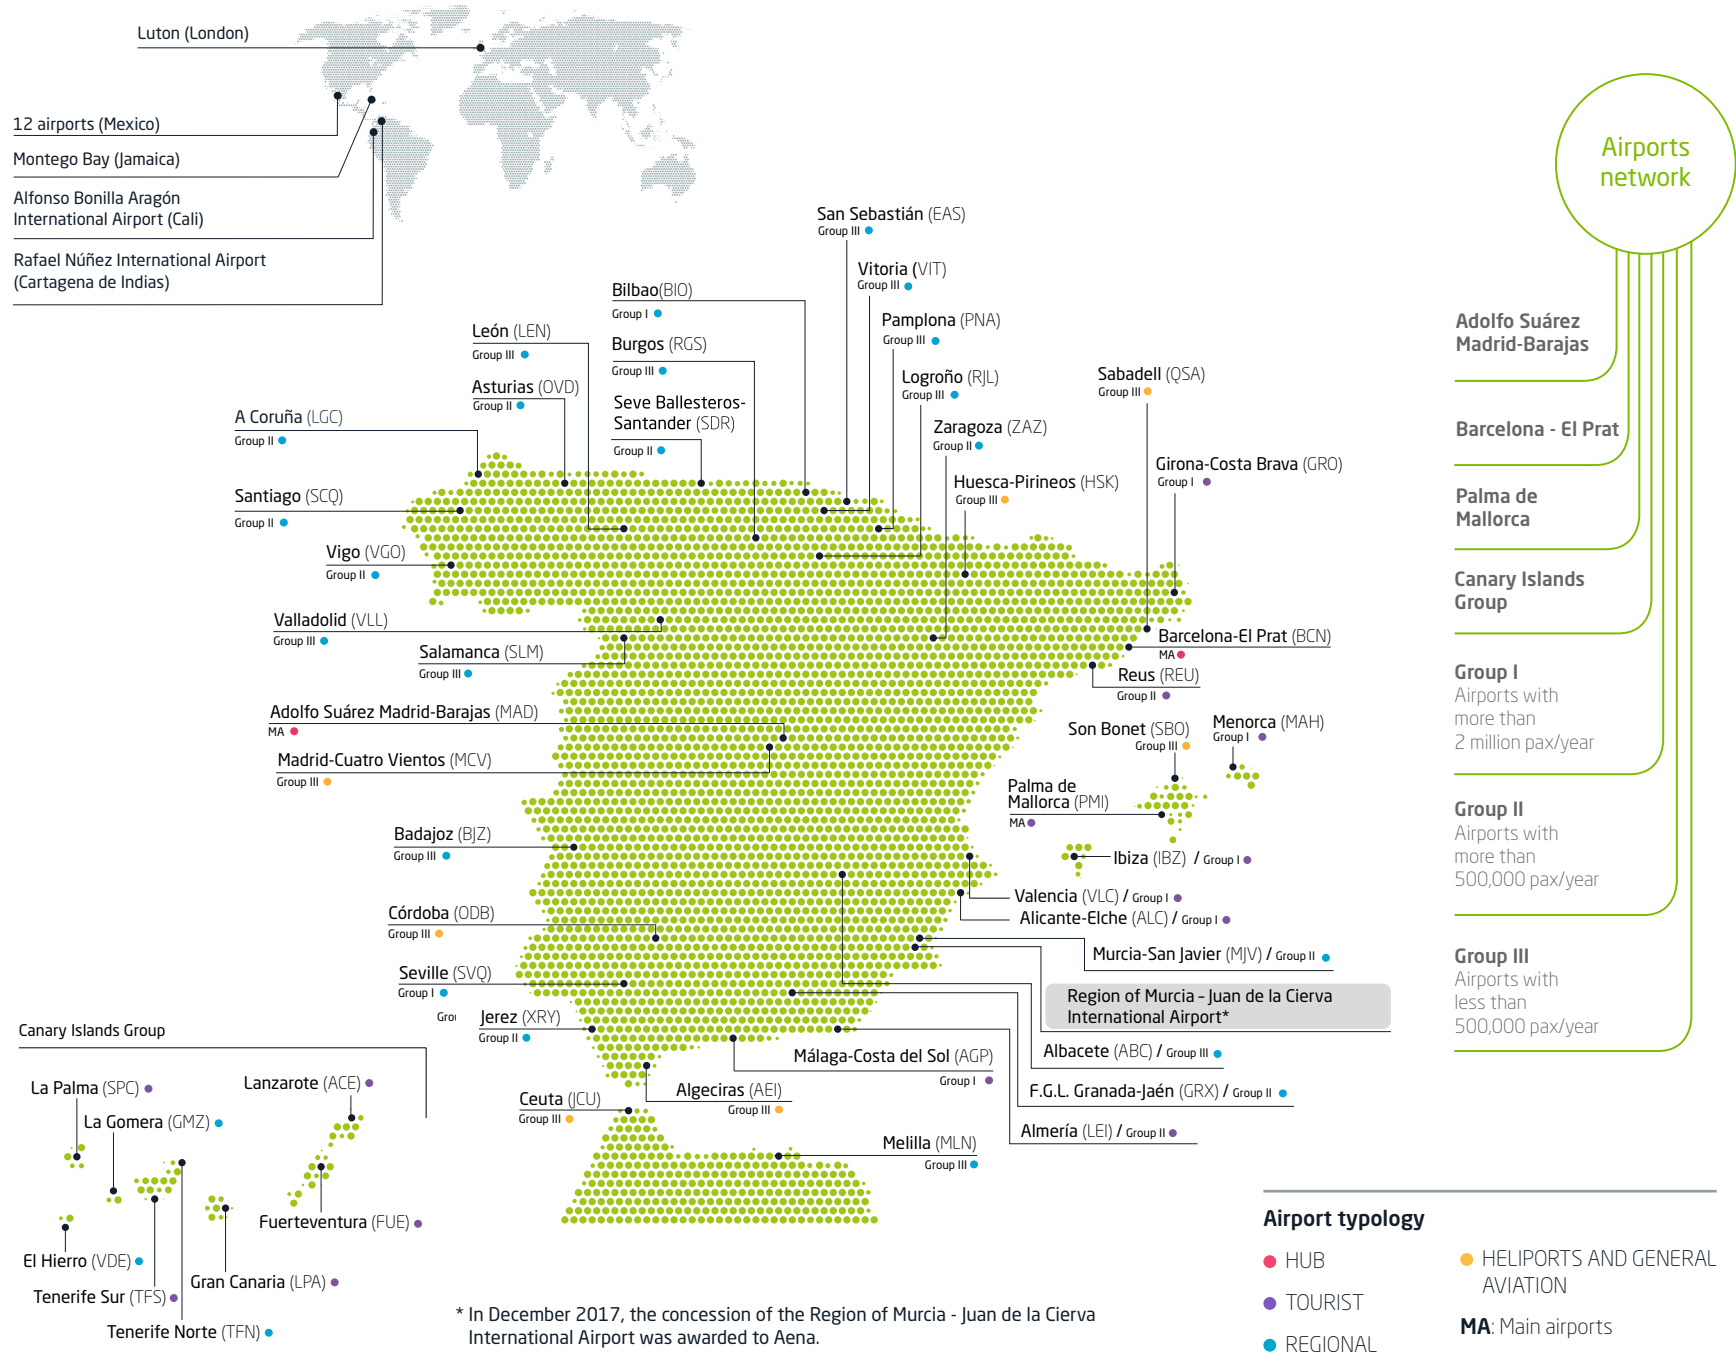 Luton (London)
12 airports (Mexico)
Montego Bay (Jamaica)
Alfonso Bonilla Aragón
International Airport (Cali)
Rafael Núñez International Airport
(Cartagena de Indias)
Airports
network
Adolfo Suárez
Madrid-Barajas
Barcelona - El Prat
Palma de
Mallorca
Canary Islands
Group
Group I
Airports with
more than
2 million pax/year
Group II
Airports with
more than
500,000 pax/year
Group III
Airports with
less than
500,000 pax/year
San Sebastián (EAS)
Group III
Vitoria (VIT)
Group III
Bilbao(BIO)
Group I
Pamplona (PNA)
Group III
León (LEN)
Group III
Burgos (RGS)
Group III
Logroño (RJL)
Group III
Sabadell (QSA)
Group III
Asturias (OVD)
Group II
Seve Ballesteros-
Santander (SDR)
Group II
A Coruña (LGC)
Group II
Zaragoza (ZAZ)
Group II
Girona-Costa Brava (GRO)
Group I
Huesca-Pirineos (HSK)
Group III
Santiago (SCQ)
Group II
Vigo (VGO)
Group II
Valladolid (VLL)
Group III
Salamanca (SLM)
Group III
Barcelona-El Prat (BCN)
MA
Reus (REU)
Group II
Adolfo Suárez Madrid-Barajas (MAD)
MA
Madrid-Cuatro Vientos (MCV)
Group III
Son Bonet (SBO)
Group III
Menorca (MAH)
Group I
Palma de
Mallorca (PMI)
MA
Badajoz (BJZ)
Group III
Ibiza (IBZ) / Group I
Valencia (VLC) / Group I
Alicante-Elche (ALC) / Group I
Córdoba (ODB)
Group III
Murcia-San Javier (MJV) / Group II
Seville (SVQ)
Group I
Region of Murcia - Juan de la Cierva
International Airport*
Grou
Jerez (XRY)
Group II
Albacete (ABC) / Group III
Málaga-Costa del Sol (AGP)
Group I
F.G.L. Granada-Jaén (GRX) / Group II
Algeciras (AEI)
Group III
Ceuta (JCU)
Group III
Almería (LEI) / Group II
Melilla (MLN)
Group III
Canary Islands Group
La Palma (SPC)
Lanzarote (ACE)
La Gomera (GMZ)
Fuerteventura (FUE)
El Hierro (VDE)
Gran Canaria (LPA)
Tenerife Sur (TFS)
Tenerife Norte (TFN)
* In December 2017, the concession of the Region of Murcia - Juan de la Cierva
International Airport was awarded to Aena.
Airport typology
HUB
TOURIST
REGIONAL
HELIPORTS AND GENERAL
AVIATION
MA: Main airports